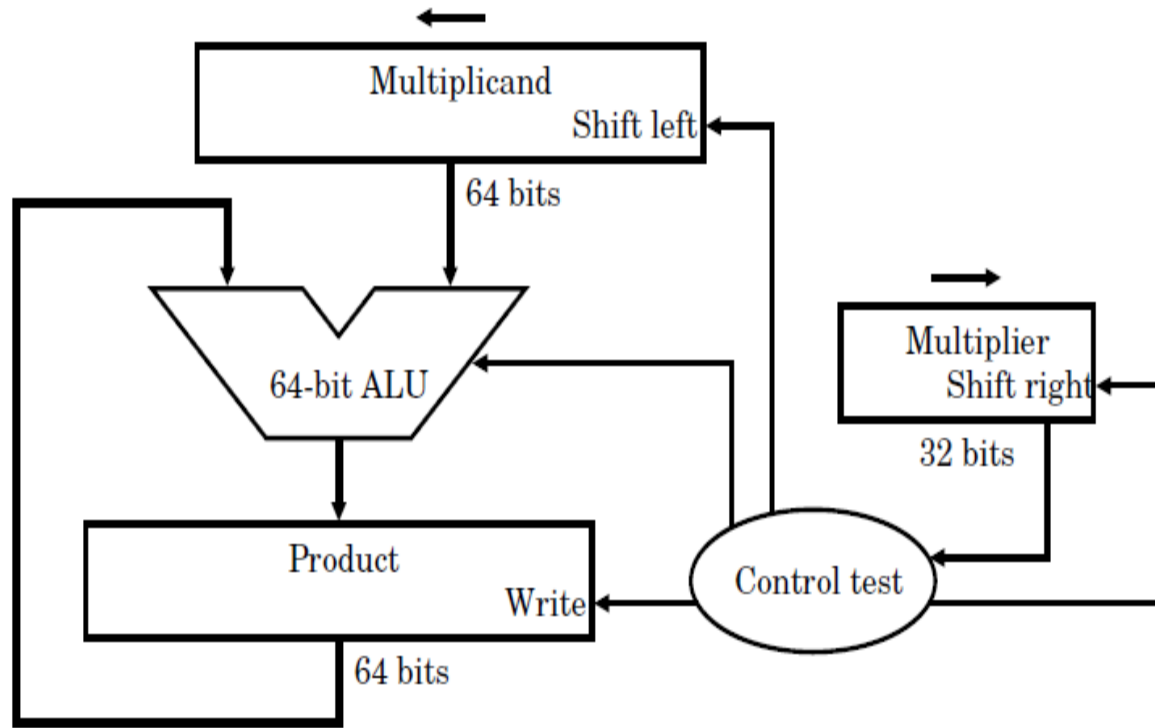 Multiplicand
Shift left
64 bits
64-bit ALU
Multiplier
Shift right
32 bits
Product
Write
64 bits
Control test